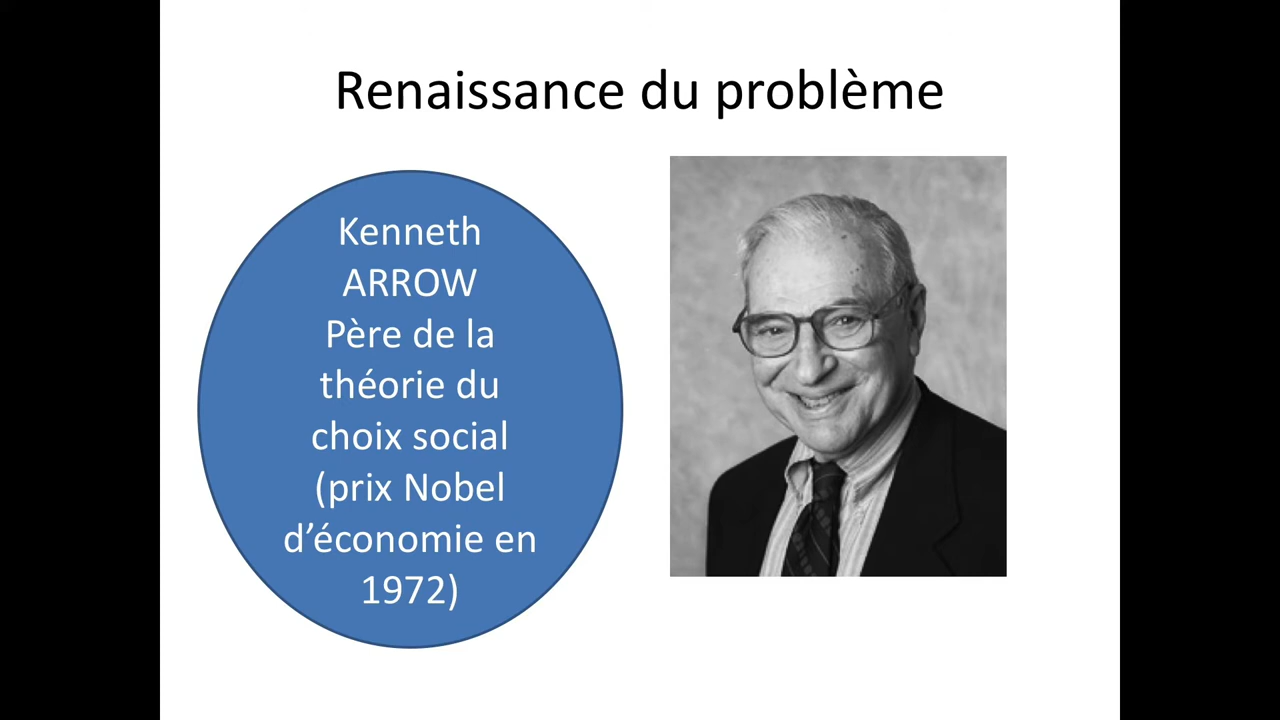 Renaissance du problème
Kenneth
ARROW
Père de la
théorie du
choix social
(prix Nobel
d’économie en
1972)